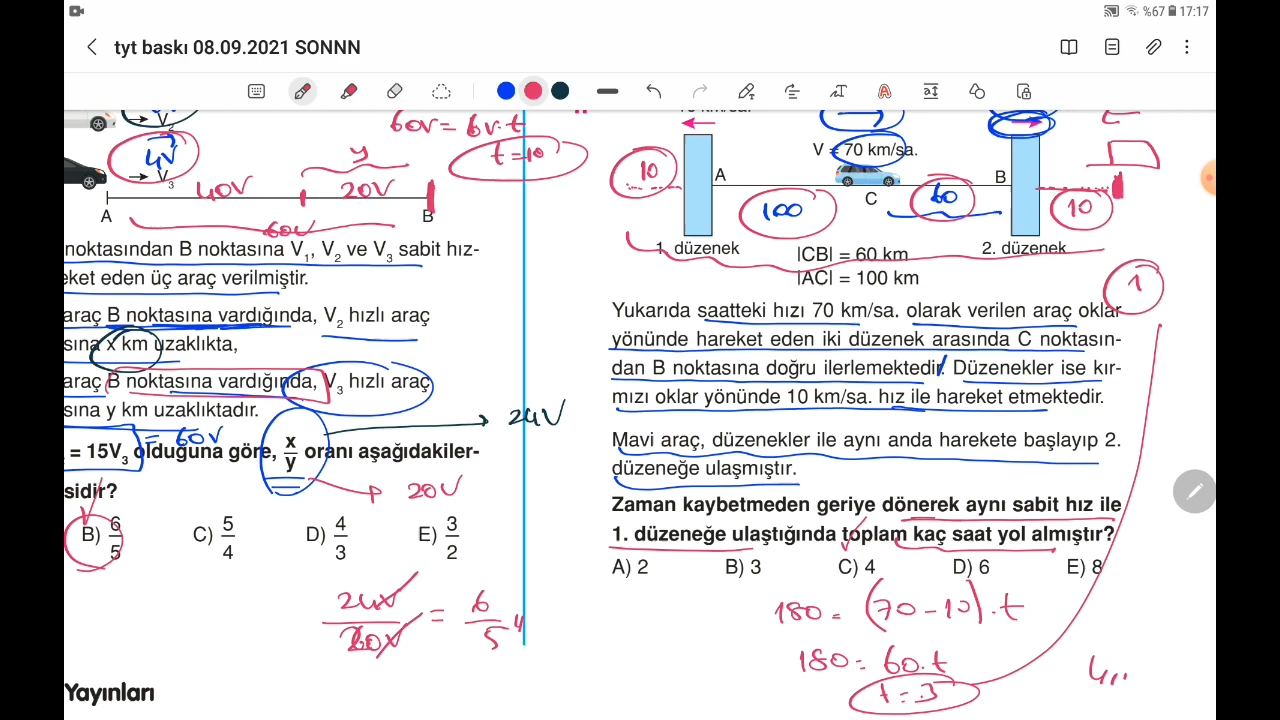 %67 17:17
tyt baskı 08.09.2021 SONNN
V2
4V
V3
40V
20V
y
60V
A
B
60V = 6V.t
t=10
noktasından B noktasına V1, V2 ve V3 sabit hız-
eket eden üç araç verilmiştir.
araç B noktasına vardığında, V2 hızlı araç
sına x km uzaklıkta,
araç B noktasına vardığında, V3 hızlı araç
sına y km uzaklıktadır.
= 15V3 olduğuna göre, x/y oranı aşağıdakiler-
= 60V
24V
20V
sidir?
B) 6/5
C) 5/4
D) 4/3
E) 3/2
24V/20V = 6/5
Yayınları
10
A
V = 70 km/sa.
B
C
100
60
10
1. düzenek
2. düzenek
|CB| = 60 km
|AC| = 100 km
1
Yukarıda saatteki hızı 70 km/sa. olarak verilen araç oklar
yönünde hareket eden iki düzenek arasında C noktasın-
dan B noktasına doğru ilerlemektedir. Düzenekler ise kır-
mızı oklar yönünde 10 km/sa. hız ile hareket etmektedir.
Mavi araç, düzenekler ile aynı anda harekete başlayıp 2.
düzeneğe ulaşmıştır.
Zaman kaybetmeden geriye dönerek aynı sabit hız ile
1. düzeneğe ulaştığında toplam kaç saat yol almıştır?
A) 2
B) 3
C) 4
D) 6
E) 8
180 = (70-10).t
180 = 60.t
t = 3
4